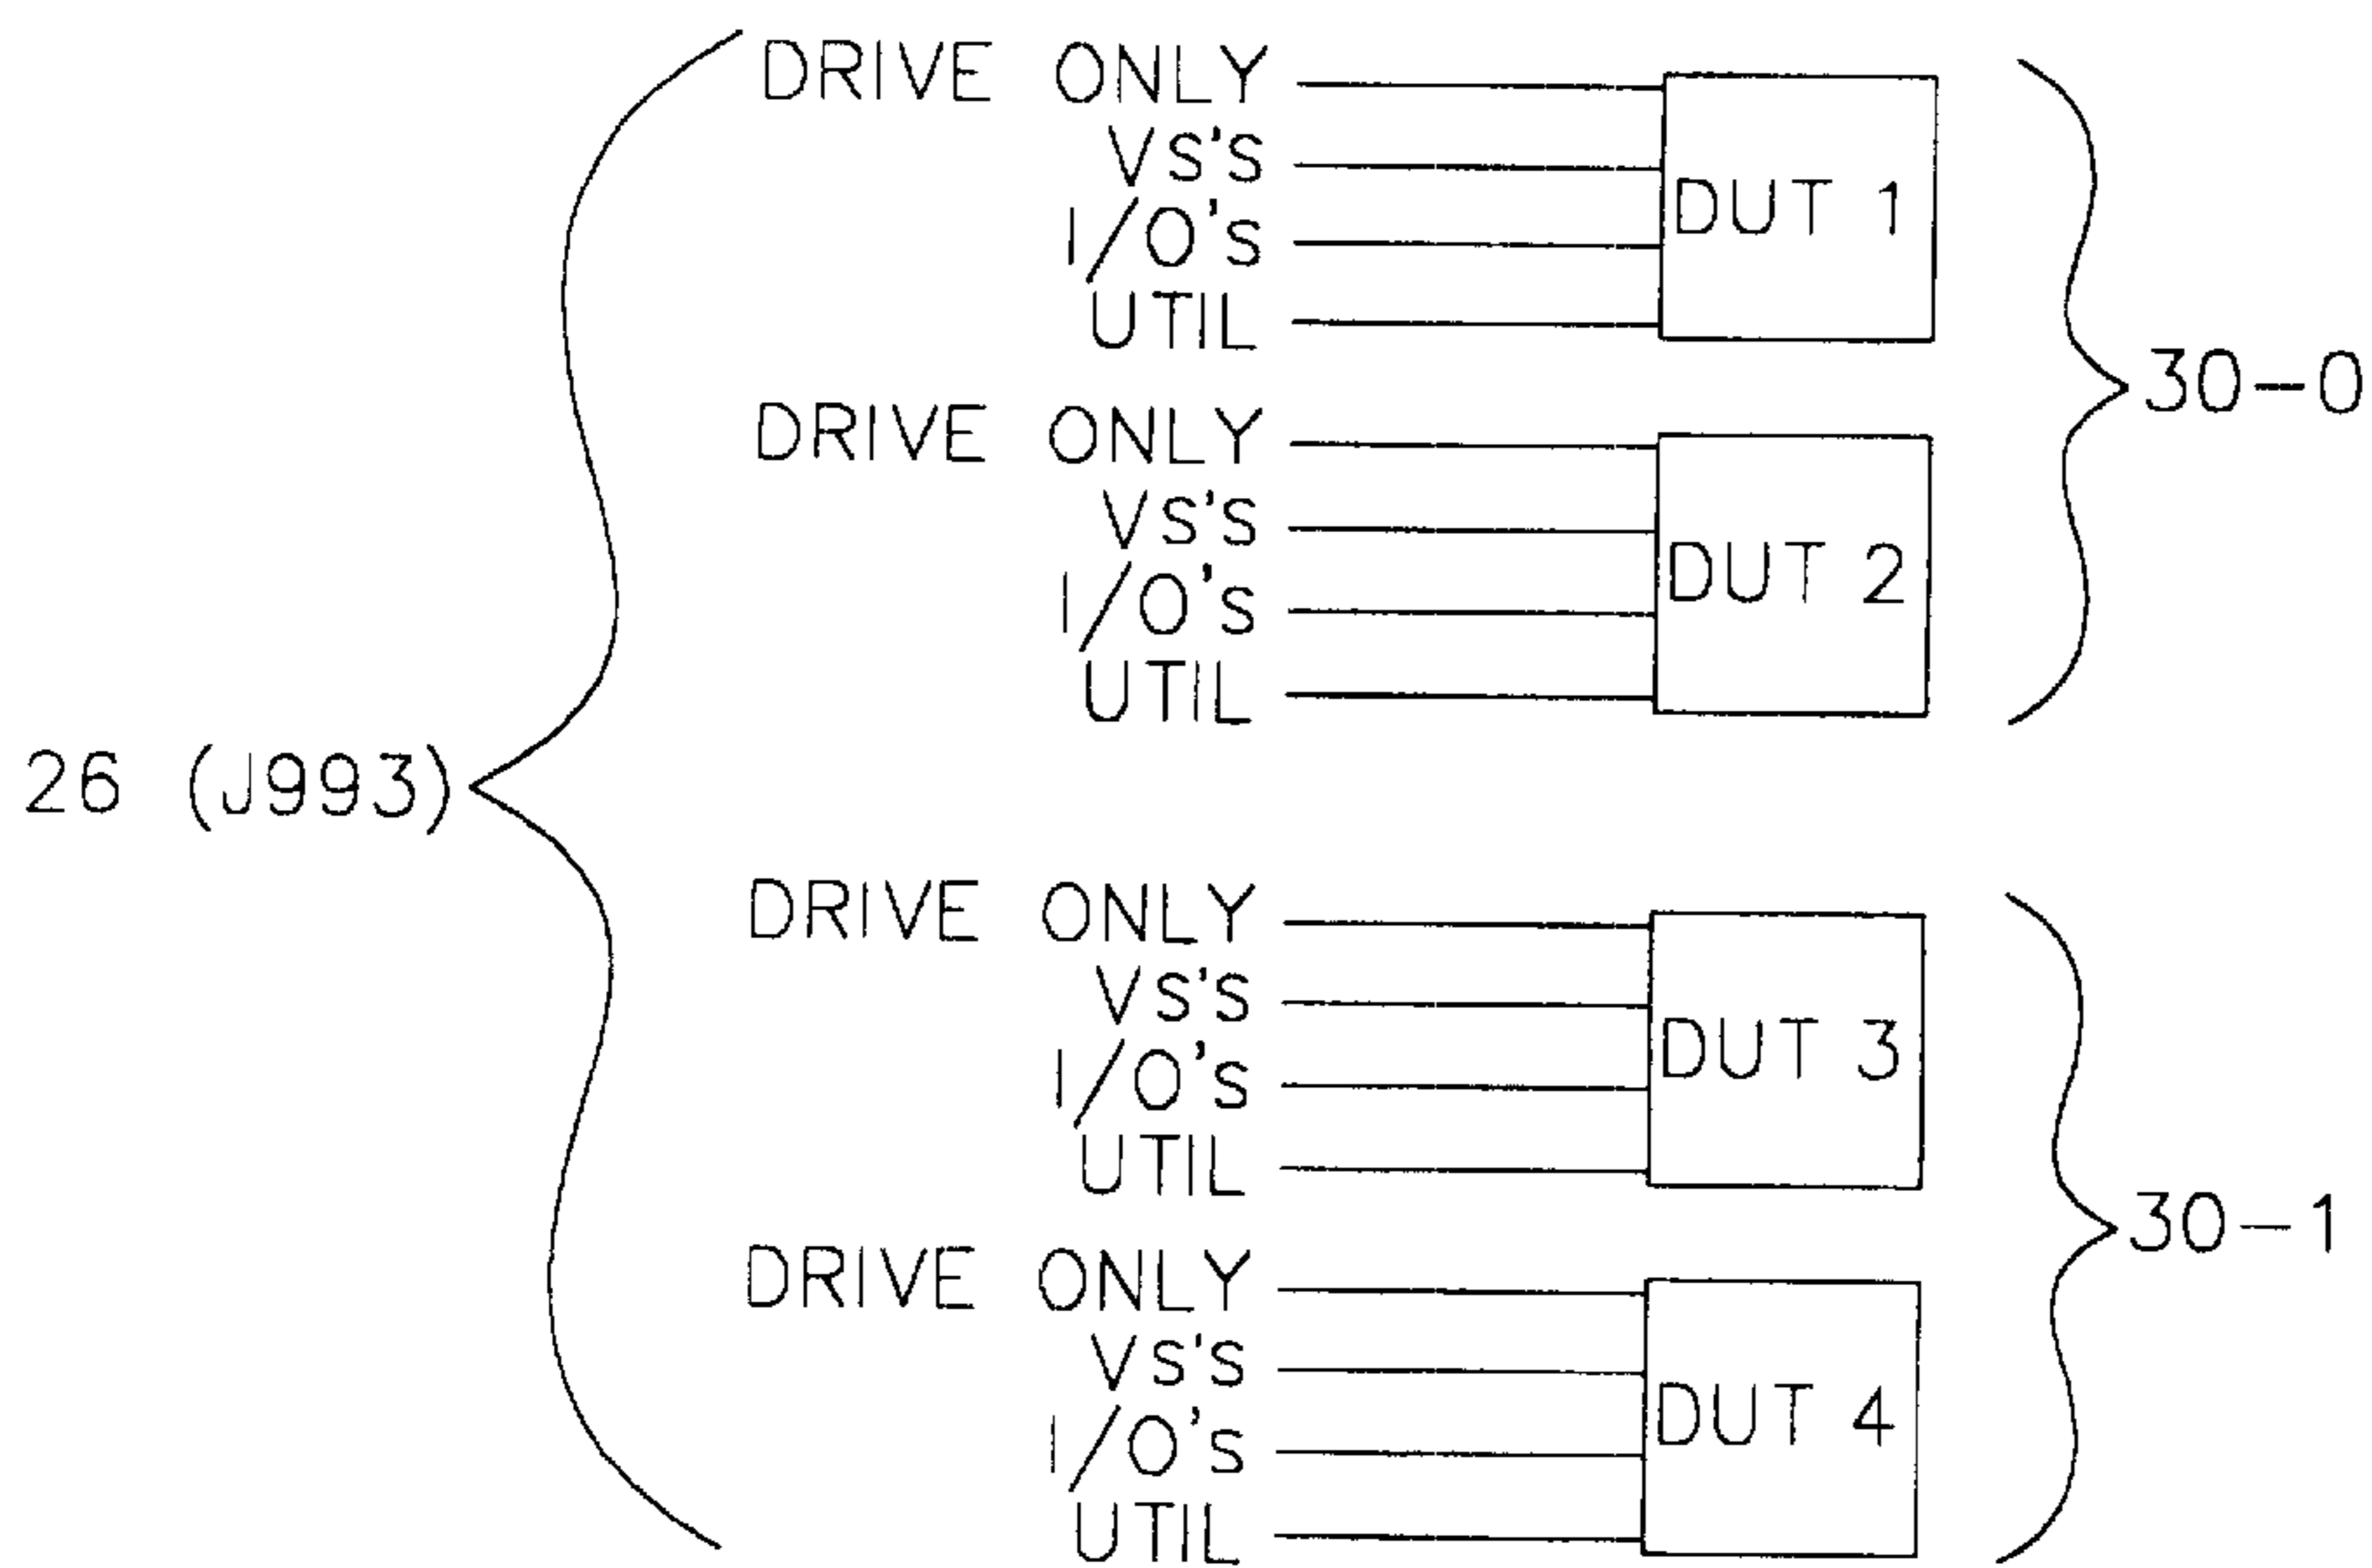 DRIVE ONLY
VS'S
I/O'S
UTIL
DUT 1
30-0
DRIVE ONLY
VS'S
I/O'S
UTIL
DUT 2
26 (J993)
DRIVE ONLY
VS'S
I/O'S
UTIL
DUT 3
30-1
DRIVE ONLY
VS'S
I/O'S
UTIL
DUT 4